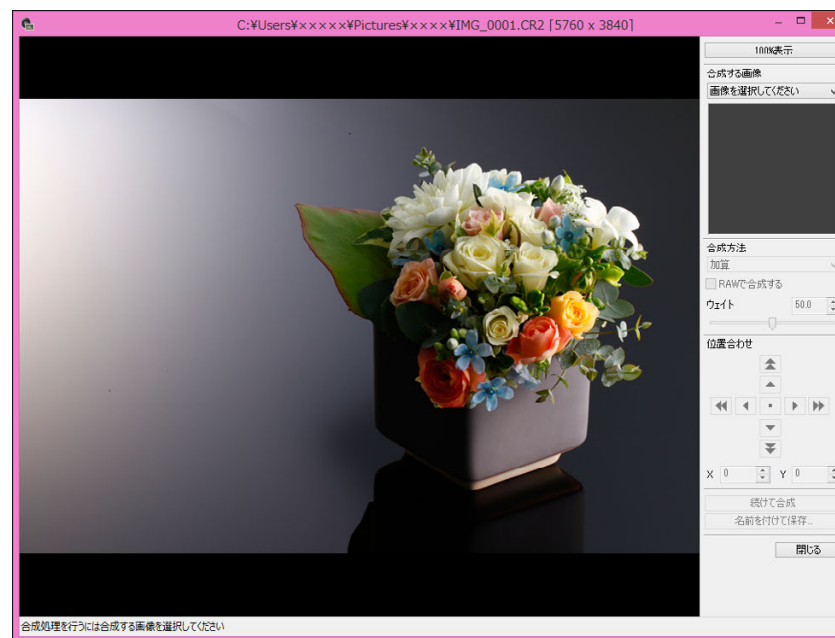 C:¥Users¥×××××¥Pictures¥××××¥IMG_0001.CR2 [5760 x 3840]
100%表示
合成する画像
画像を選択してください
合成方法
加算
RAWで合成する
ウェイト 50.0
位置合わせ
X 0 Y 0
続けて合成
名前を付けて保存...
閉じる
合成処理を行うには合成する画像を選択してください